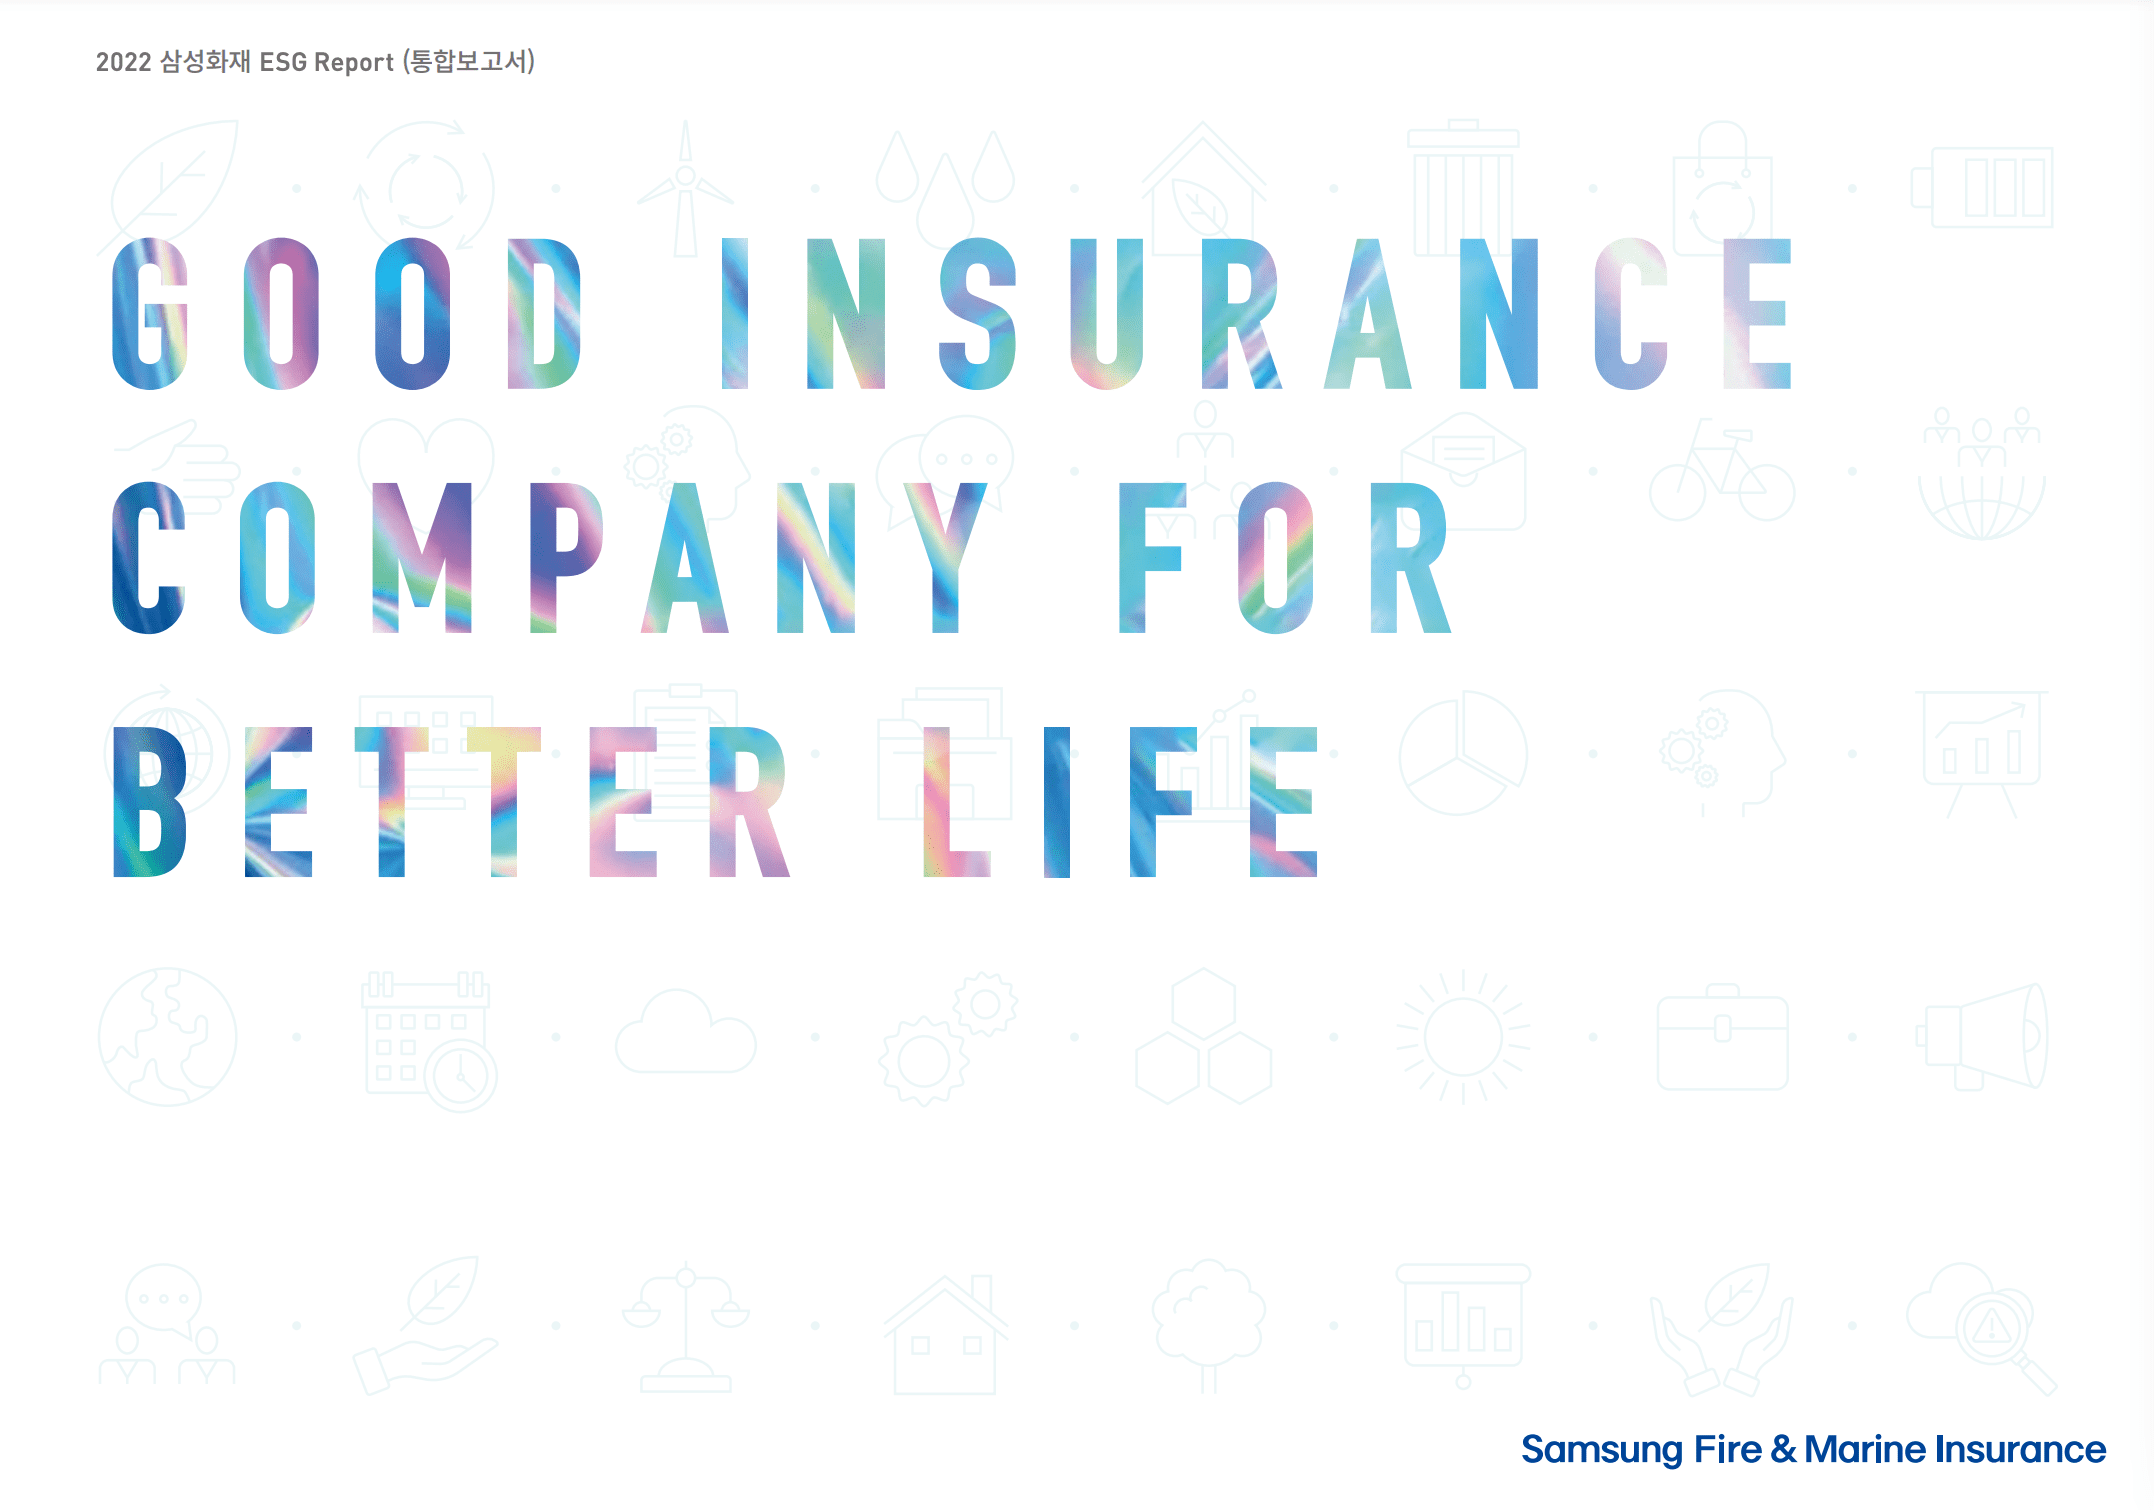 2022 삼성화재 ESG Report (통합보고서)
GOOD INSURANCE
COMPANY FOR
BETTER LIFE
Samsung Fire & Marine Insurance